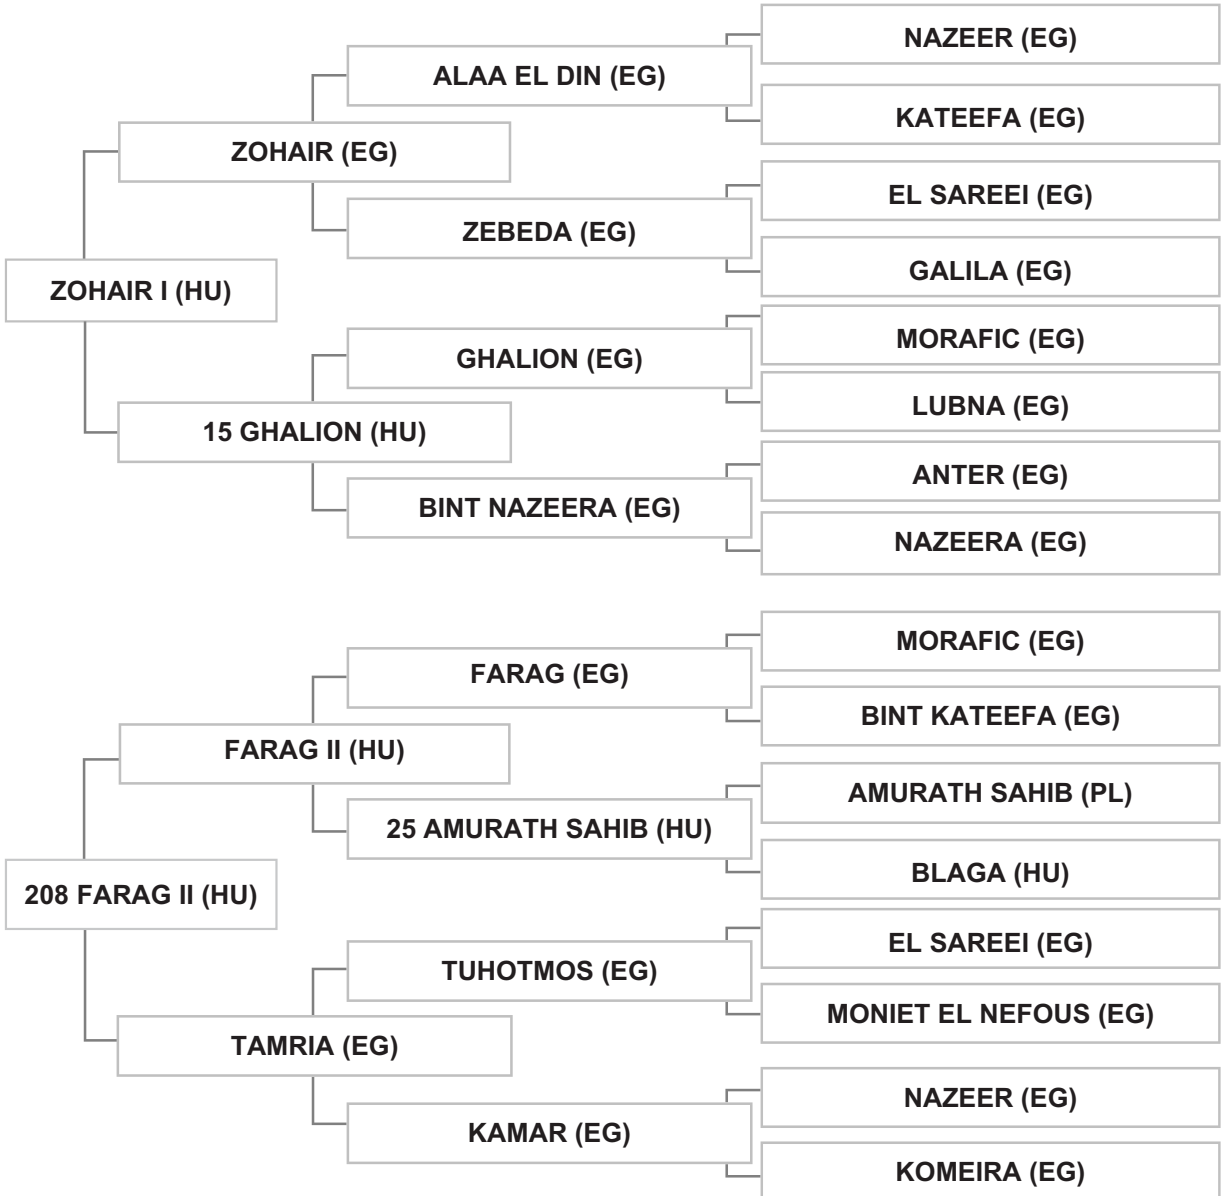 NAZEER (EG)
ALAA EL DIN (EG)
KATEEFA (EG)
ZOHAIR (EG)
EL SAREEI (EG)
ZEBEDA (EG)
GALILA (EG)
ZOHAIR I (HU)
MORAFIC (EG)
GHALION (EG)
LUBNA (EG)
15 GHALION (HU)
ANTER (EG)
BINT NAZEERA (EG)
NAZEERA (EG)
MORAFIC (EG)
FARAG (EG)
BINT KATEEFA (EG)
FARAG II (HU)
AMURATH SAHIB (PL)
25 AMURATH SAHIB (HU)
BLAGA (HU)
208 FARAG II (HU)
EL SAREEI (EG)
TUHOTMOS (EG)
MONIET EL NEFOUS (EG)
TAMRIA (EG)
NAZEER (EG)
KAMAR (EG)
KOMEIRA (EG)